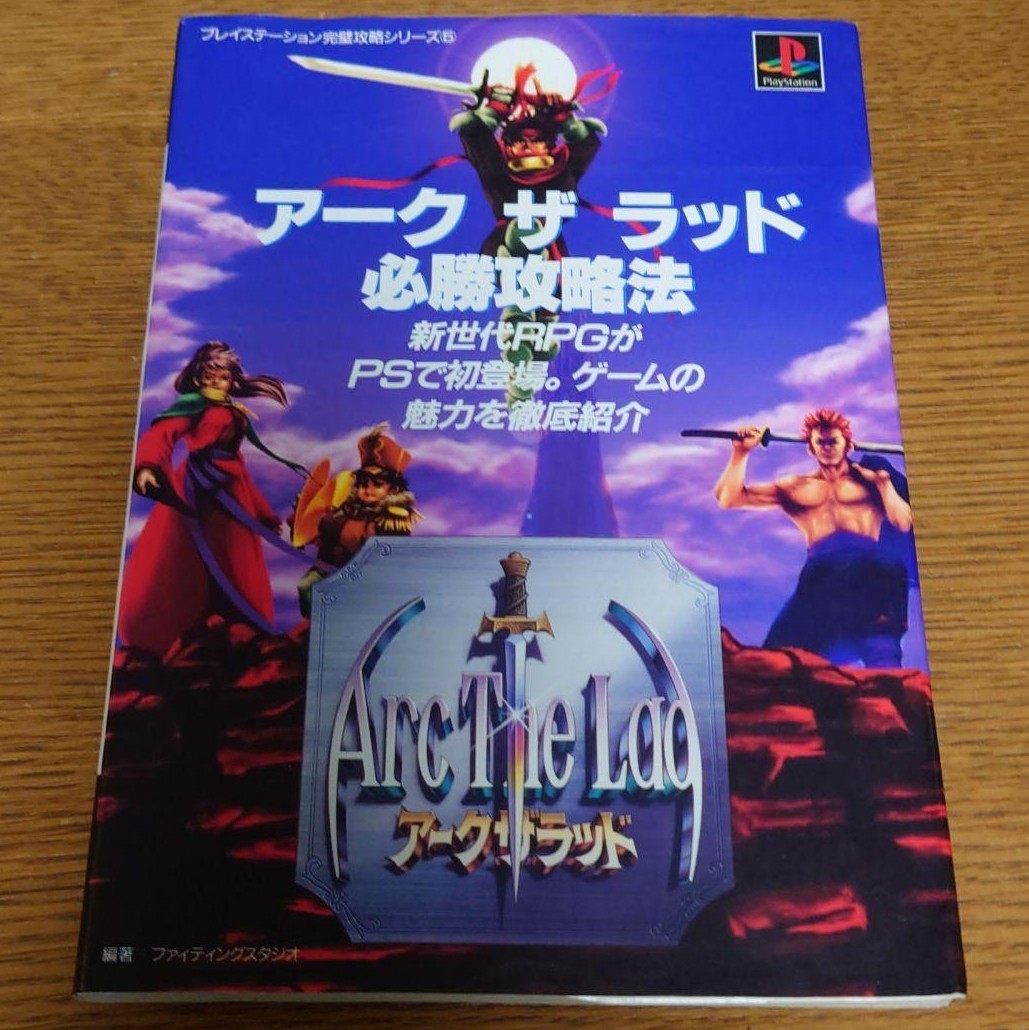 プレイステーション完璧攻略シリーズ⑤
PlayStation
アーク ザ ラッド
必勝攻略法
新世代RPGが
PSで初登場。ゲームの
魅力を徹底紹介
Arc The Lad
アークザラッド
編著 ファイティングスタジオ